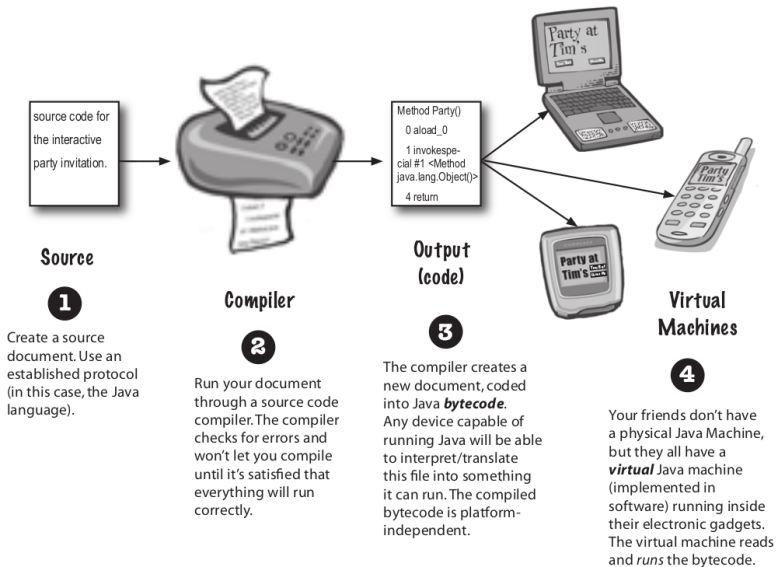 source code for
the interactive
party invitation.
Source
1
Create a source
document. Use an
established protocol
(in this case, the Java
language).
Compiler
2
Run your document
through a source code
compiler. The compiler
checks for errors and
won't let you compile
until it's satisfied that
everything will run
correctly.
Method Party()
0 aload_0
1 invokespe-
cial #1 <Method
java.lang.Object()>
4 return
Output
(code)
3
The compiler creates a
new document, coded
into Java bytecode.
Any device capable of
running Java will be able
to interpret/translate
this file into something
it can run. The compiled
bytecode is platform-
independent.
Party at
Tim's
Party
Tim's
Party at
Tim's
Virtual
Machines
4
Your friends don't have
a physical Java Machine,
but they all have a
virtual Java machine
(implemented in
software) running inside
their electronic gadgets.
The virtual machine reads
and runs the bytecode.